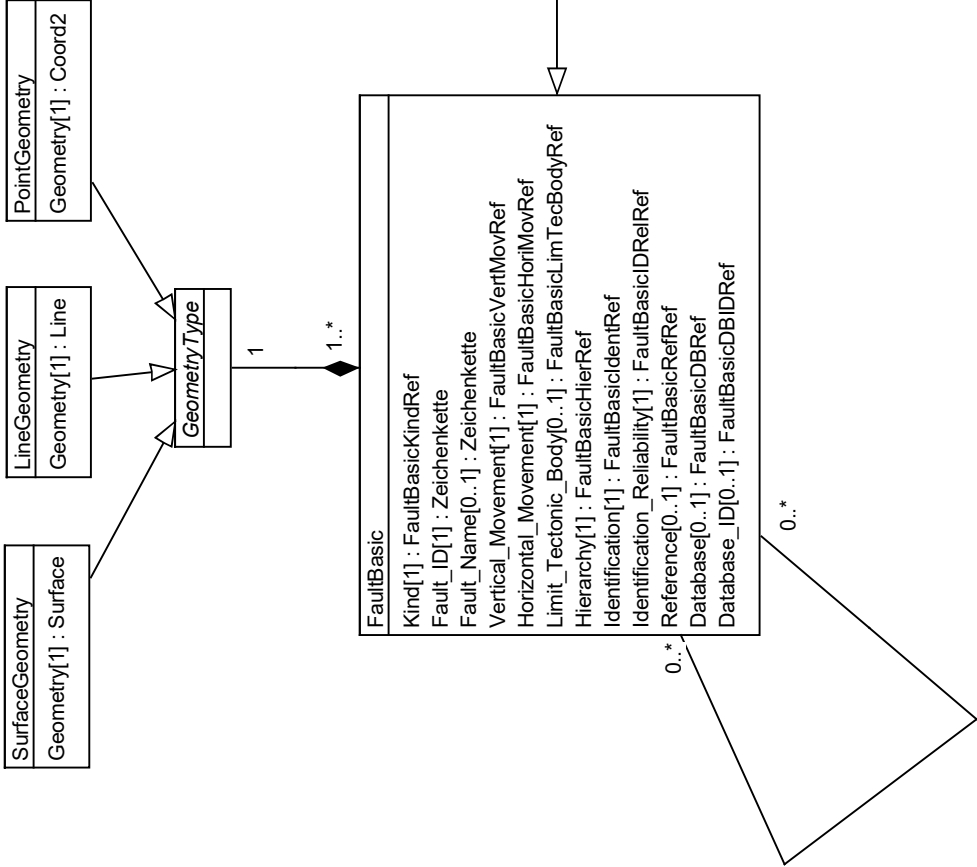 SurfaceGeometry
Geometry[1] : Surface
LineGeometry
Geometry[1] : Line
PointGeometry
Geometry[1] : Coord2
GeometryType
1
1..*
FaultBasic
Kind[1] : FaultBasicKindRef
Fault_ID[1] : Zeichenkette
Fault_Name[0..1] : Zeichenkette
Vertical_Movement[1] : FaultBasicVertMovRef
Horizontal_Movement[1] : FaultBasicHoriMovRef
Limit_Tectonic_Body[0..1] : FaultBasicLimTecBodyRef
Hierarchy[1] : FaultBasicHierRef
Identification[1] : FaultBasicIdentRef
Identification_Reliability[1] : FaultBasicIDRelRef
Reference[0..1] : FaultBasicRefRef
Database[0..1] : FaultBasicDBRef
Database_ID[0..1] : FaultBasicDBIDRef
0..*
0..*